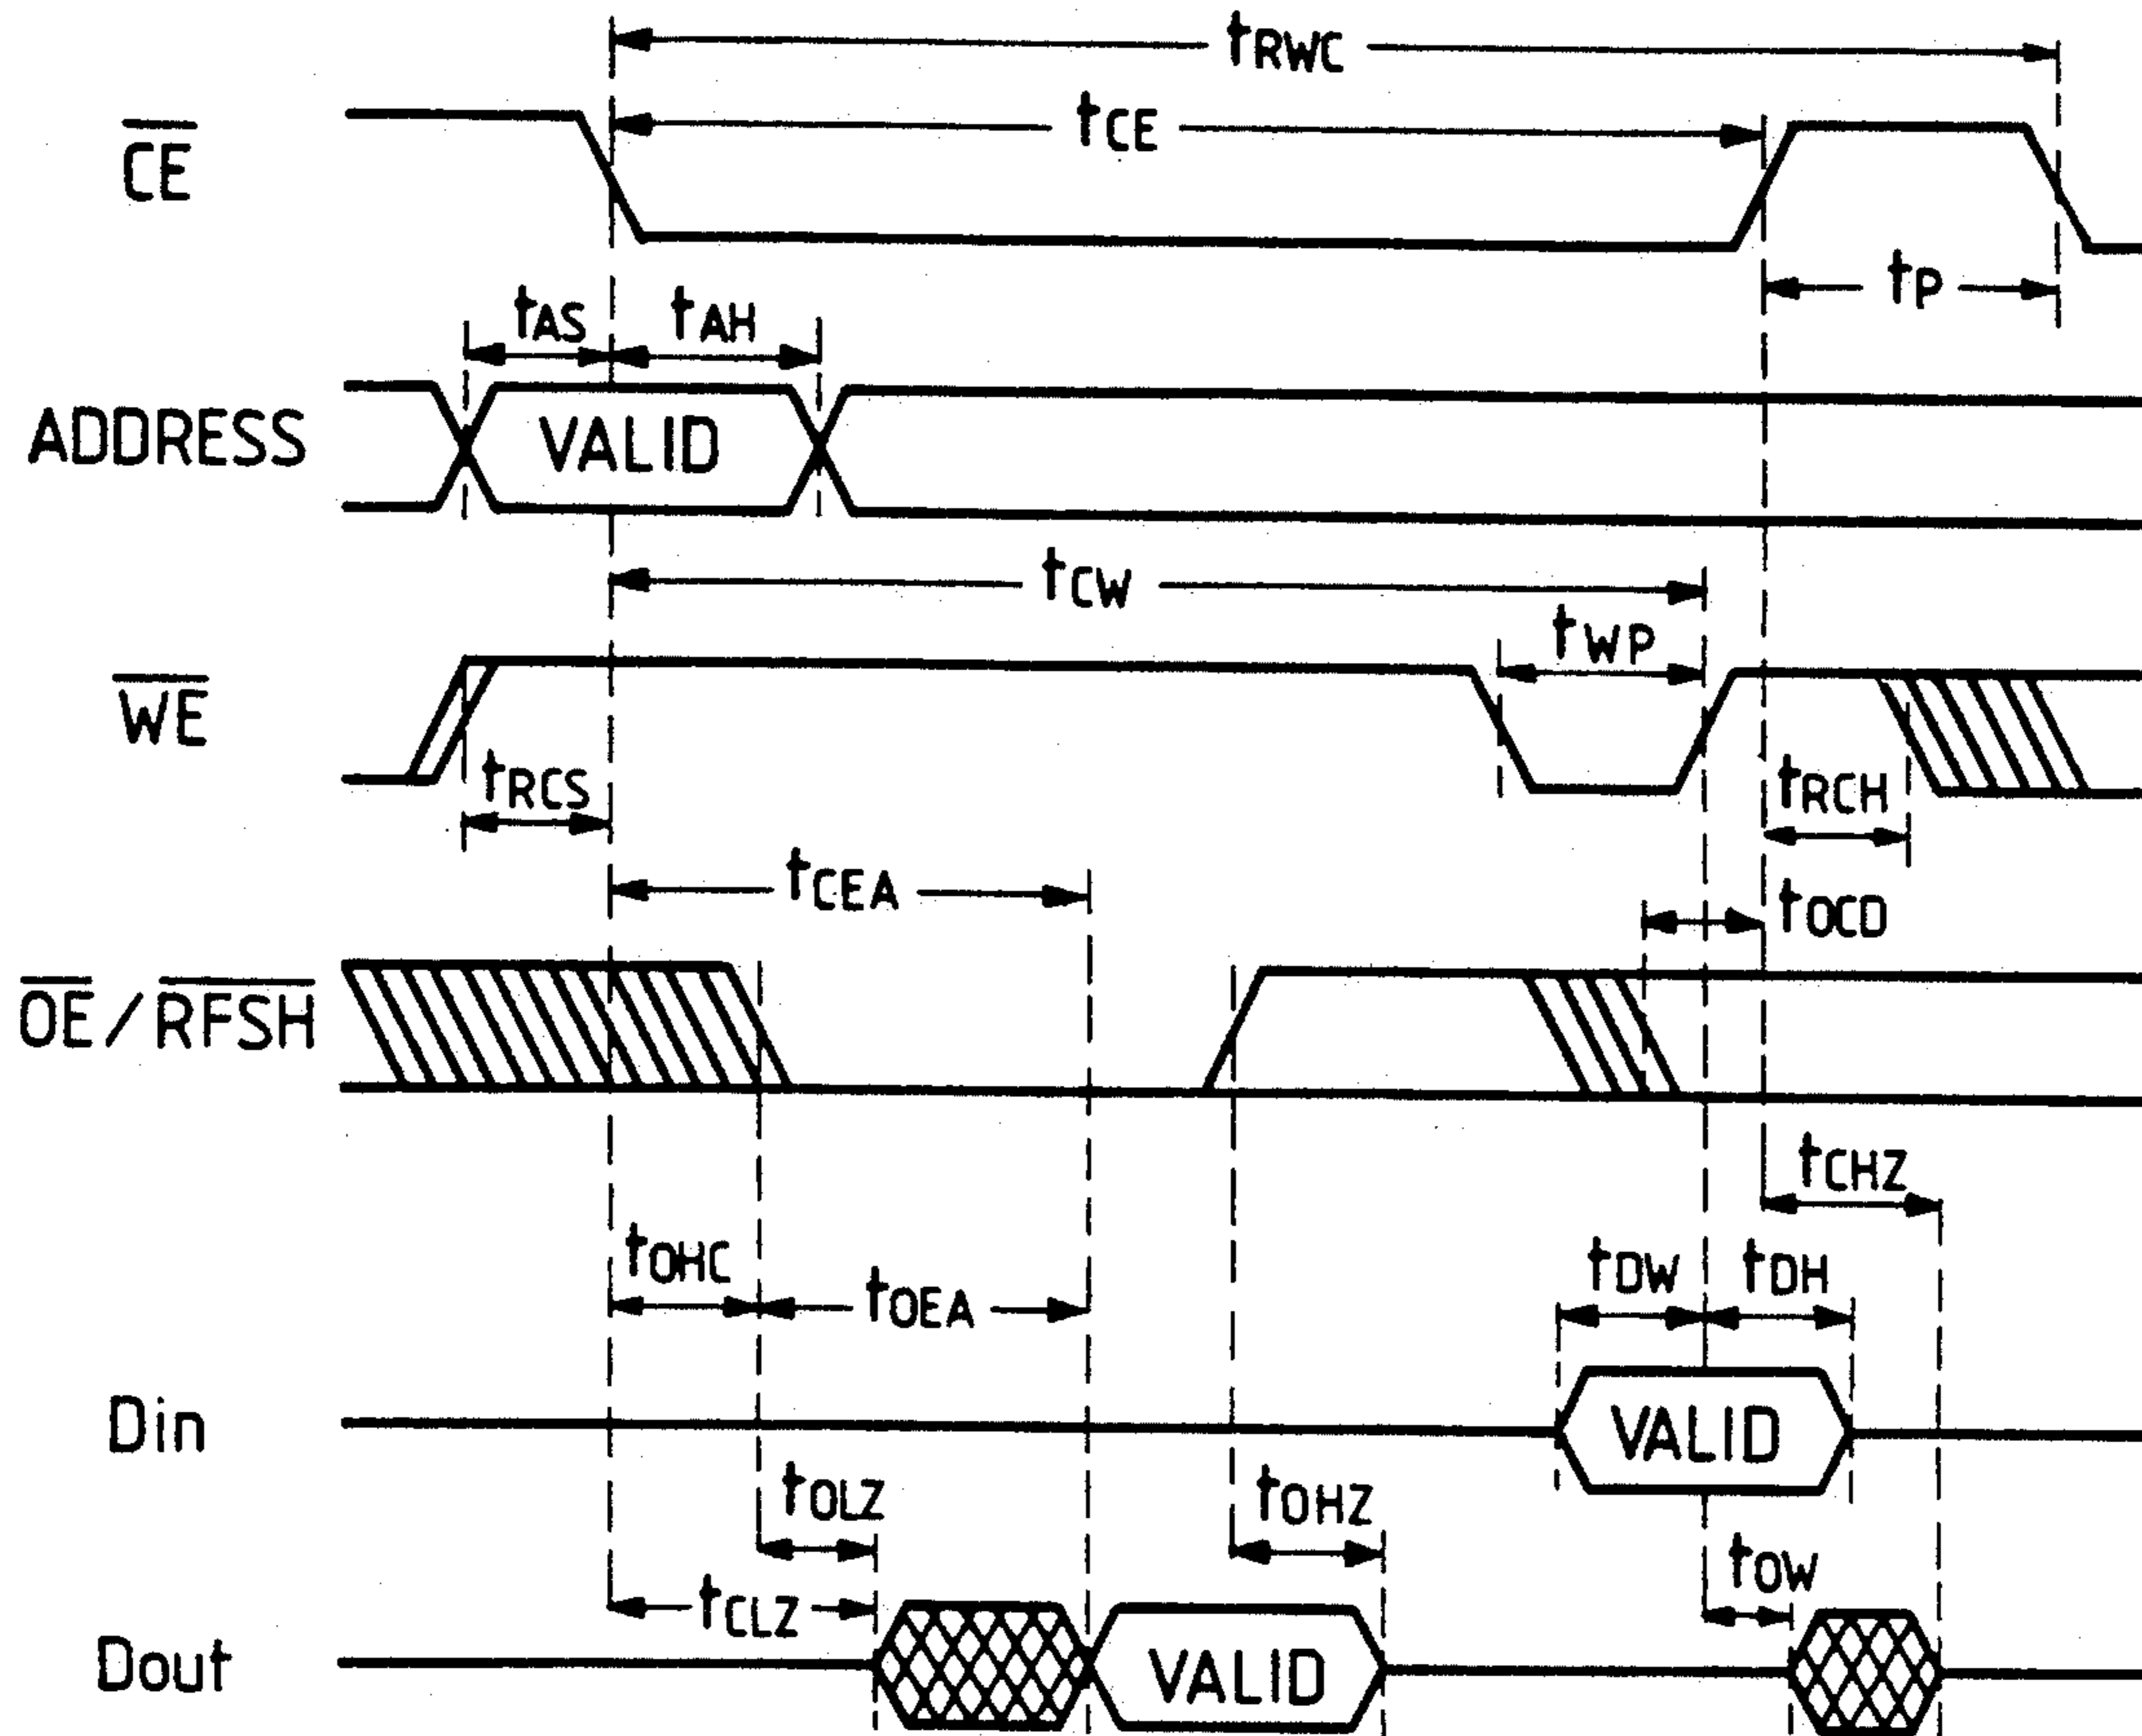 tRWC
tCE
CE
tP
tAS
tAH
ADDRESS
VALID
tCW
tWP
WE
tRCS
tRCH
tCEA
tOCD
OE/RFSH
tCHZ
tOHC
tOEA
tDW
tDH
Din
VALID
tOLZ
tOHZ
tOW
tCLZ
Dout
VALID